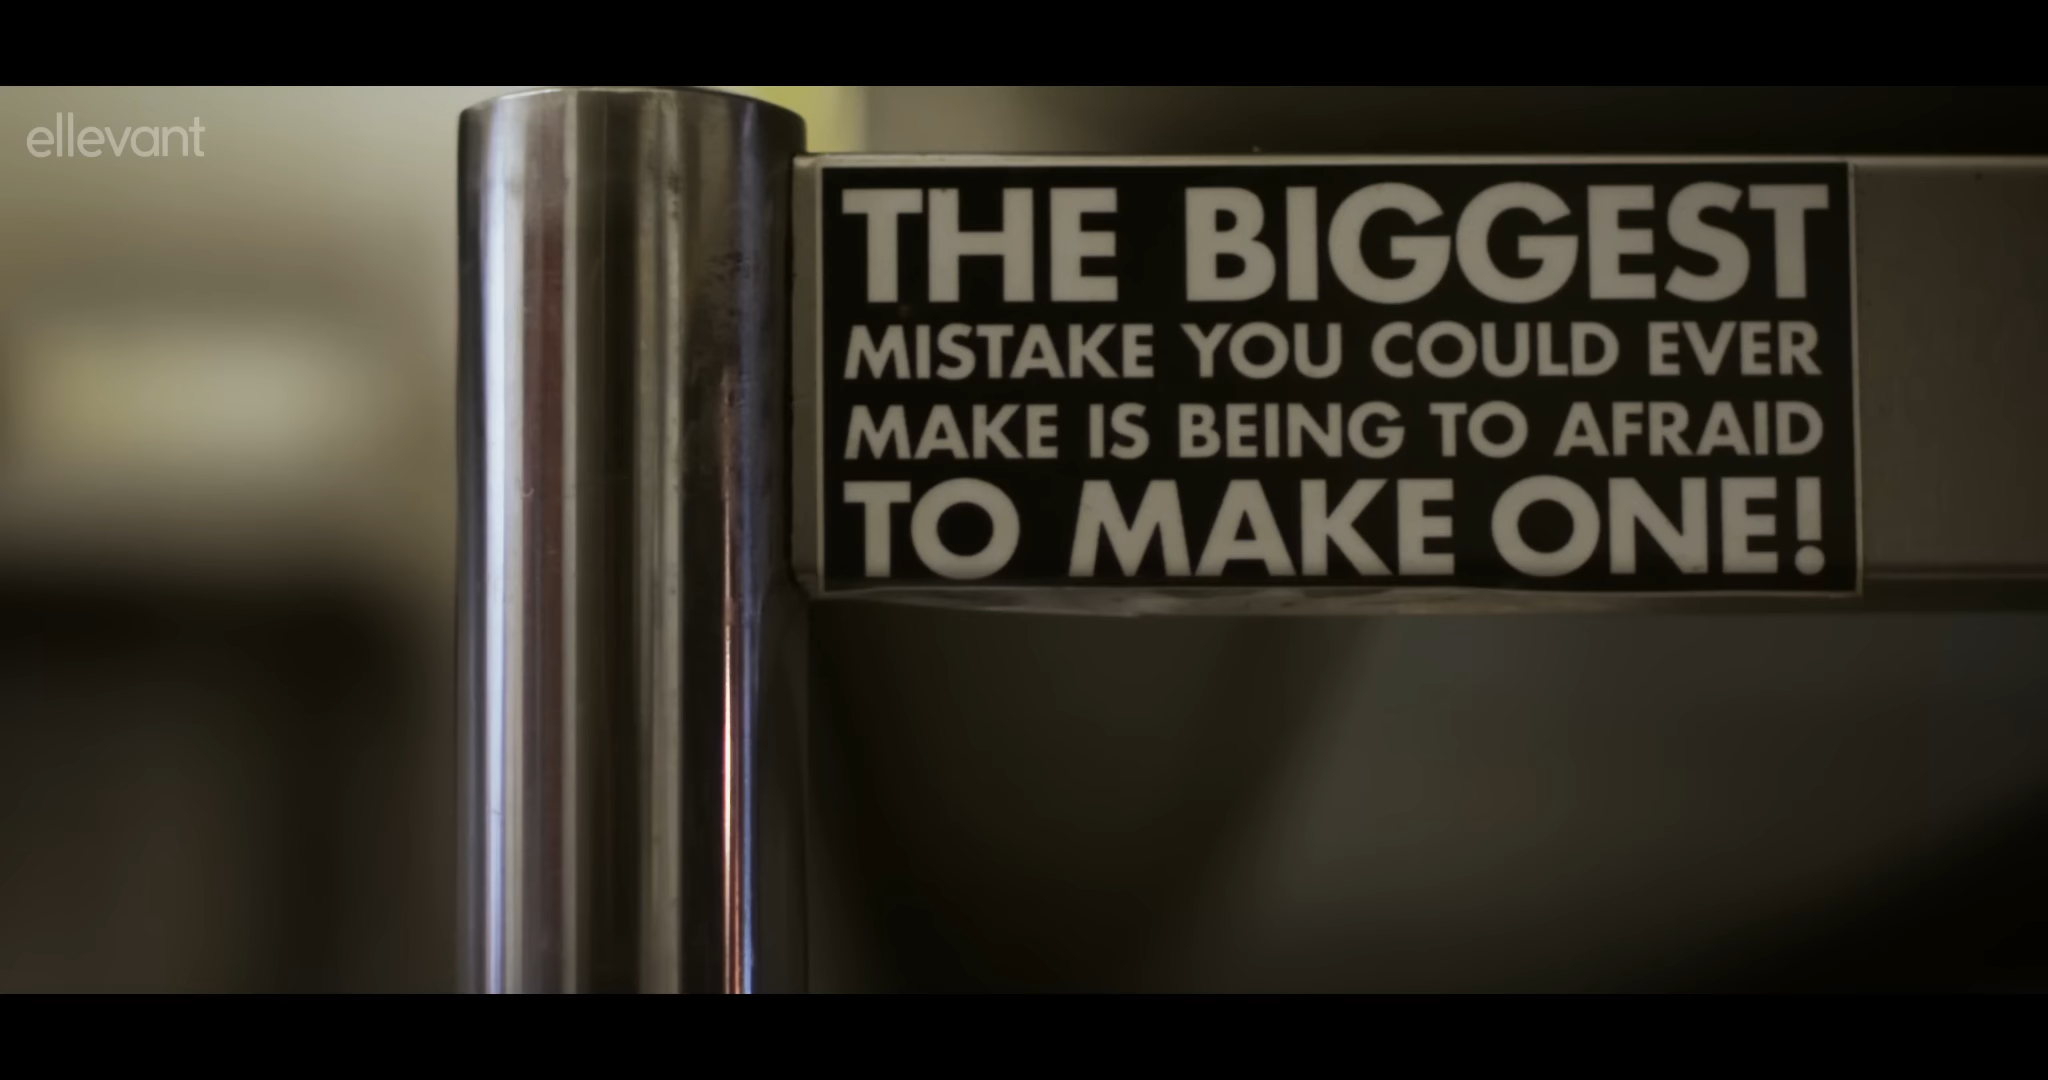 ellevant
THE BIGGEST
MISTAKE YOU COULD EVER
MAKE IS BEING TO AFRAID
TO MAKE ONE!